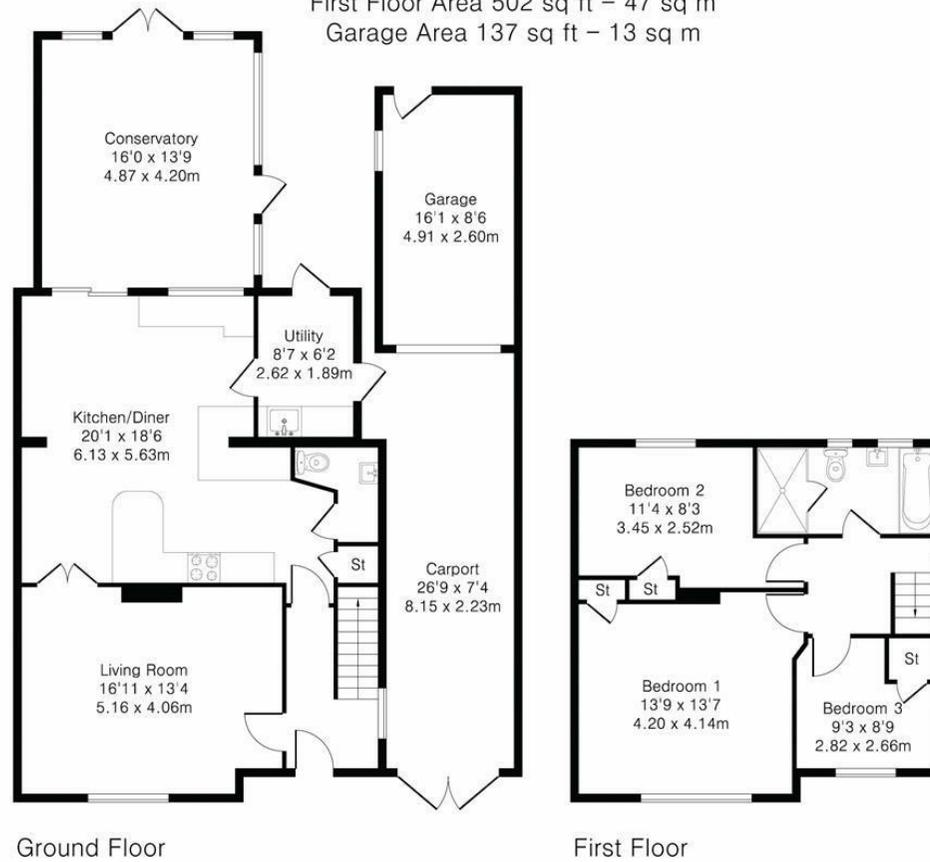 First Floor Area 502 sq ft – 47 sq m
Garage Area 137 sq ft – 13 sq m
Conservatory
16'0 x 13'9
4.87 x 4.20m
Garage
16'1 x 8'6
4.91 x 2.60m
Utility
8'7 x 6'2
2.62 x 1.89m
Kitchen/Diner
20'1 x 18'6
6.13 x 5.63m
St
Carport
26'9 x 7'4
8.15 x 2.23m
Living Room
16'11 x 13'4
5.16 x 4.06m
Bedroom 2
11'4 x 8'3
3.45 x 2.52m
St
St
St
Bedroom 1
13'9 x 13'7
4.20 x 4.14m
Bedroom 3
9'3 x 8'9
2.82 x 2.66m
Ground Floor
First Floor